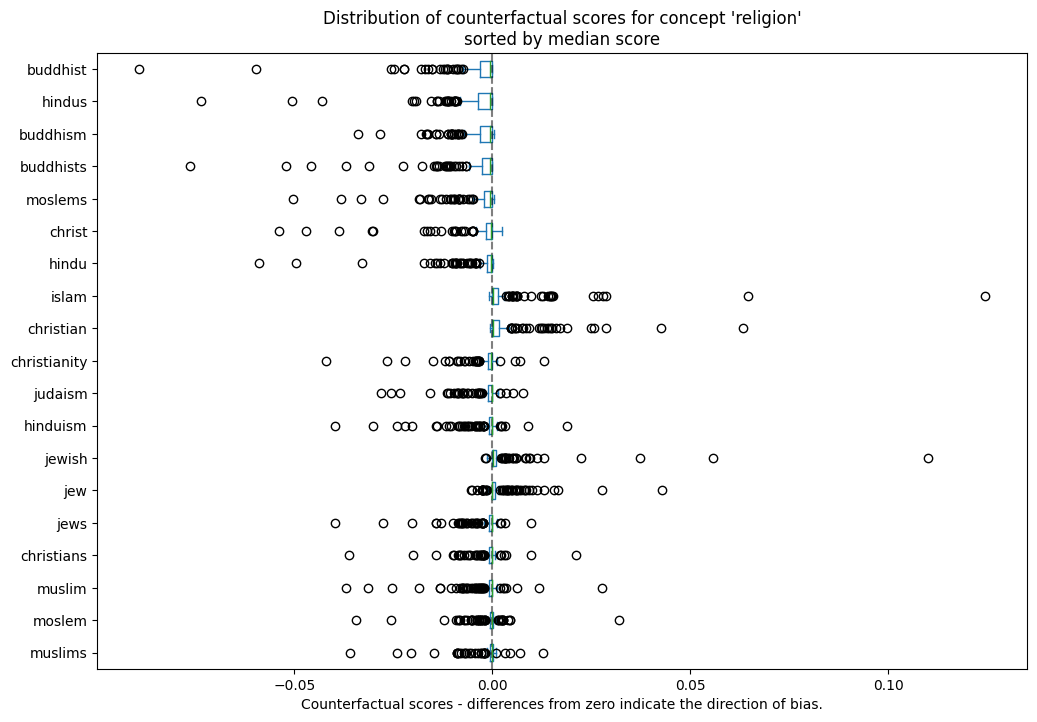 Distribution of counterfactual scores for concept 'religion'
sorted by median score
buddhist
hindus
buddhism
buddhists
moslems
christ
hindu
islam
christian
christianity
judaism
hinduism
jewish
jew
jews
christians
muslim
moslem
muslims
−0.05 0.00 0.05 0.10
Counterfactual scores - differences from zero indicate the direction of bias.